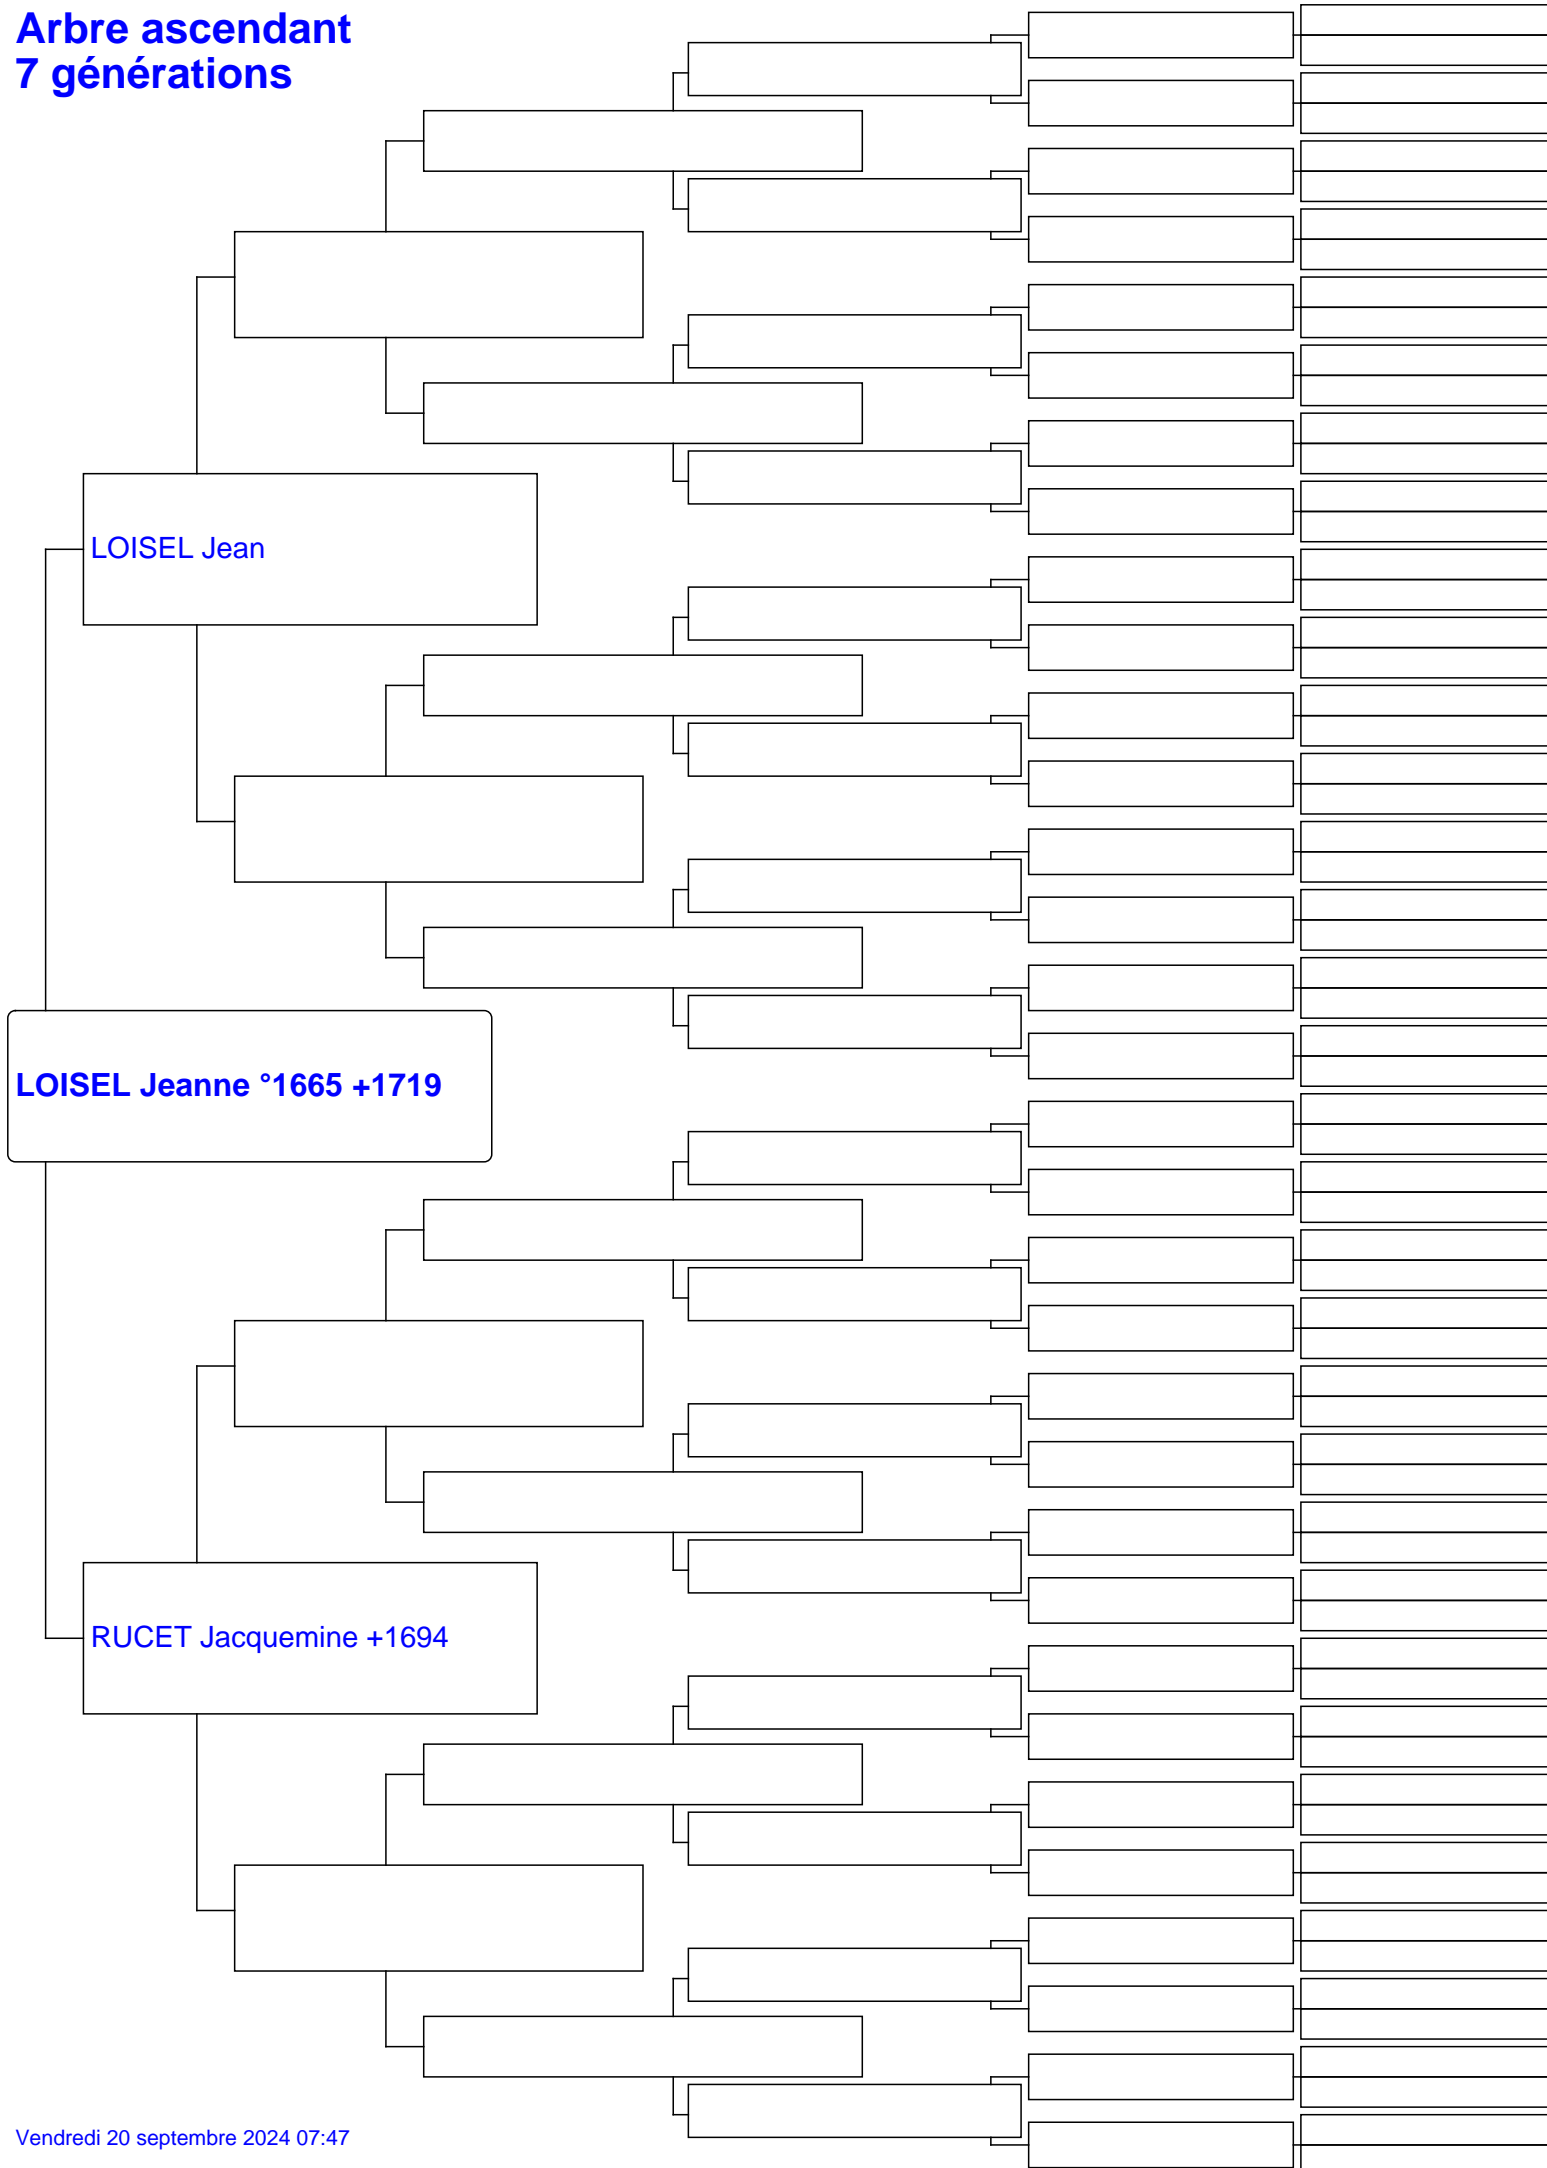 Arbre ascendant
7 générations
LOISEL Jean
LOISEL Jeanne °1665 +1719
RUCET Jacquemine +1694
Vendredi 20 septembre 2024 07:47